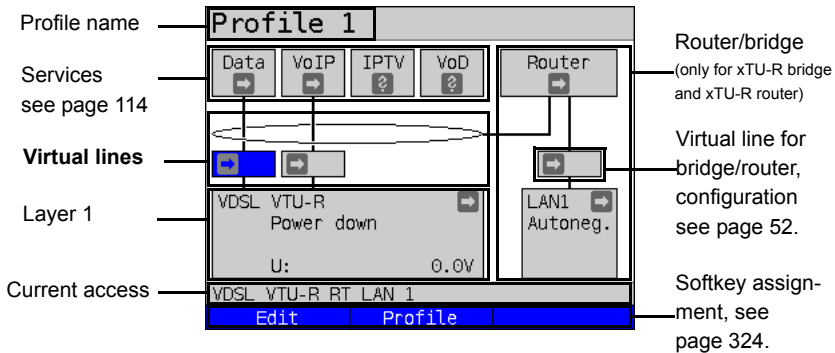 Profile name
Profile 1
Services
see page 114
Data VoIP IPTV VoD
? ?
Router
Router/bridge
(only for xTU-R bridge
and xTU-R router)
Virtual lines
Virtual line for
bridge/router,
configuration
see page 52.
Layer 1
VDSL VTU-R
Power down
U: 0.0V
LAN1
Autoneg.
Current access
VDSL VTU-R RT LAN 1
Edit Profile
Softkey assign-
ment, see
page 324.